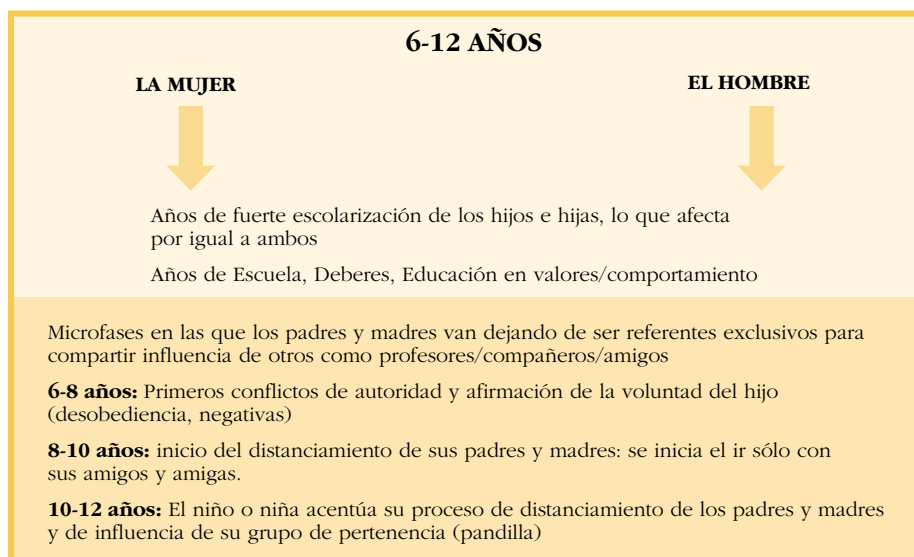 6-12 AÑOS
LA MUJER
EL HOMBRE
Años de fuerte escolarización de los hijos e hijas, lo que afecta
por igual a ambos
Años de Escuela, Deberes, Educación en valores/comportamiento
Microfases en las que los padres y madres van dejando de ser referentes exclusivos para
compartir influencia de otros como profesores/compañeros/amigos
6-8 años: Primeros conflictos de autoridad y afirmación de la voluntad del hijo
(desobediencia, negativas)
8-10 años: inicio del distanciamiento de sus padres y madres: se inicia el ir sólo con
sus amigos y amigas.
10-12 años: El niño o niña acentúa su proceso de distanciamiento de los padres y madres
y de influencia de su grupo de pertenencia (pandilla)